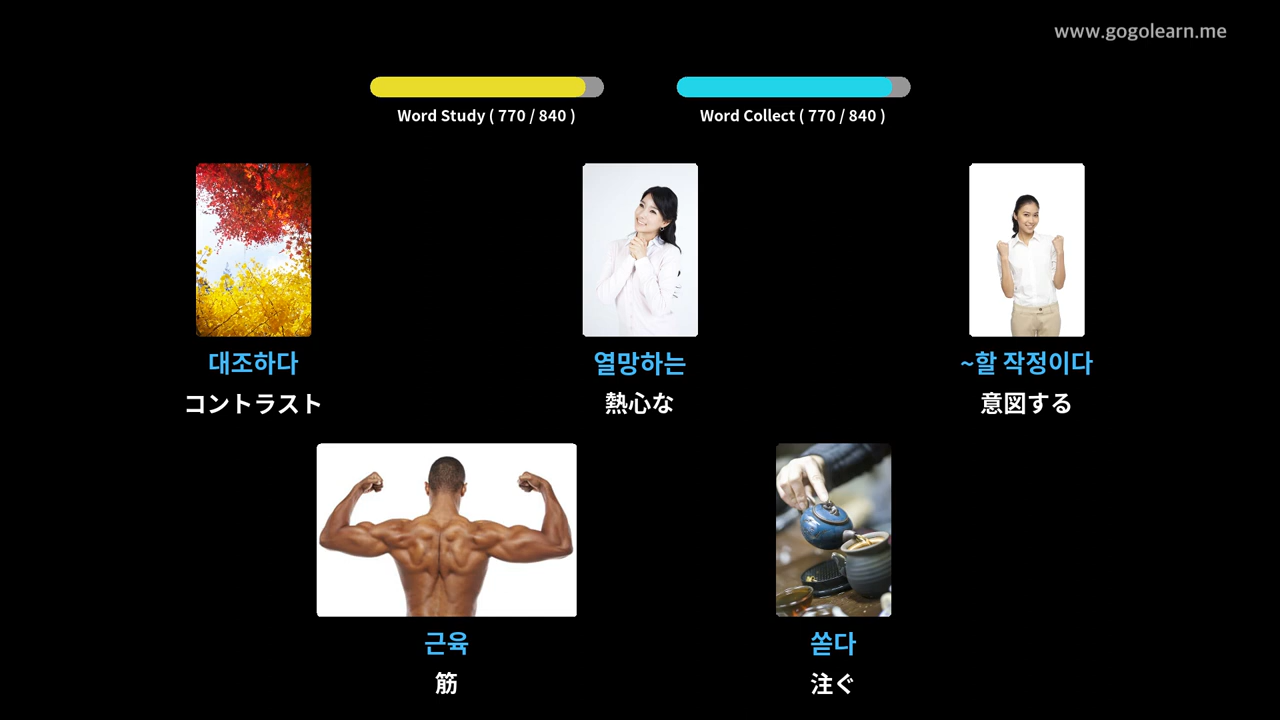 www.gogolearn.me
Word Study ( 770 / 840 )
Word Collect ( 770 / 840 )
대조하다
열망하는
~할 작정이다
コントラスト
熱心な
意図する
근육
쏟다
筋
注ぐ